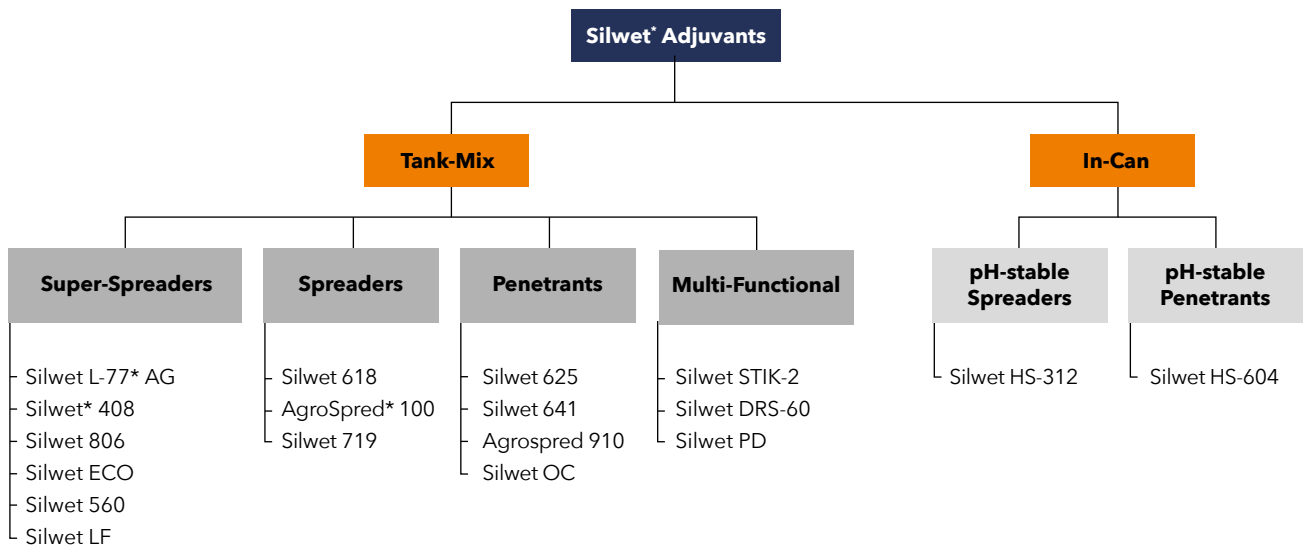 Silwet* Adjuvants
Tank-Mix
In-Can
Super-Spreaders
Spreaders
Penetrants
Multi-Functional
pH-stable
Spreaders
pH-stable
Penetrants
Silwet L-77* AG
Silwet* 408
Silwet 806
Silwet ECO
Silwet 560
Silwet LF
Silwet 618
AgroSpred* 100
Silwet 719
Silwet 625
Silwet 641
Agrospred 910
Silwet OC
Silwet STIK-2
Silwet DRS-60
Silwet PD
Silwet HS-312
Silwet HS-604